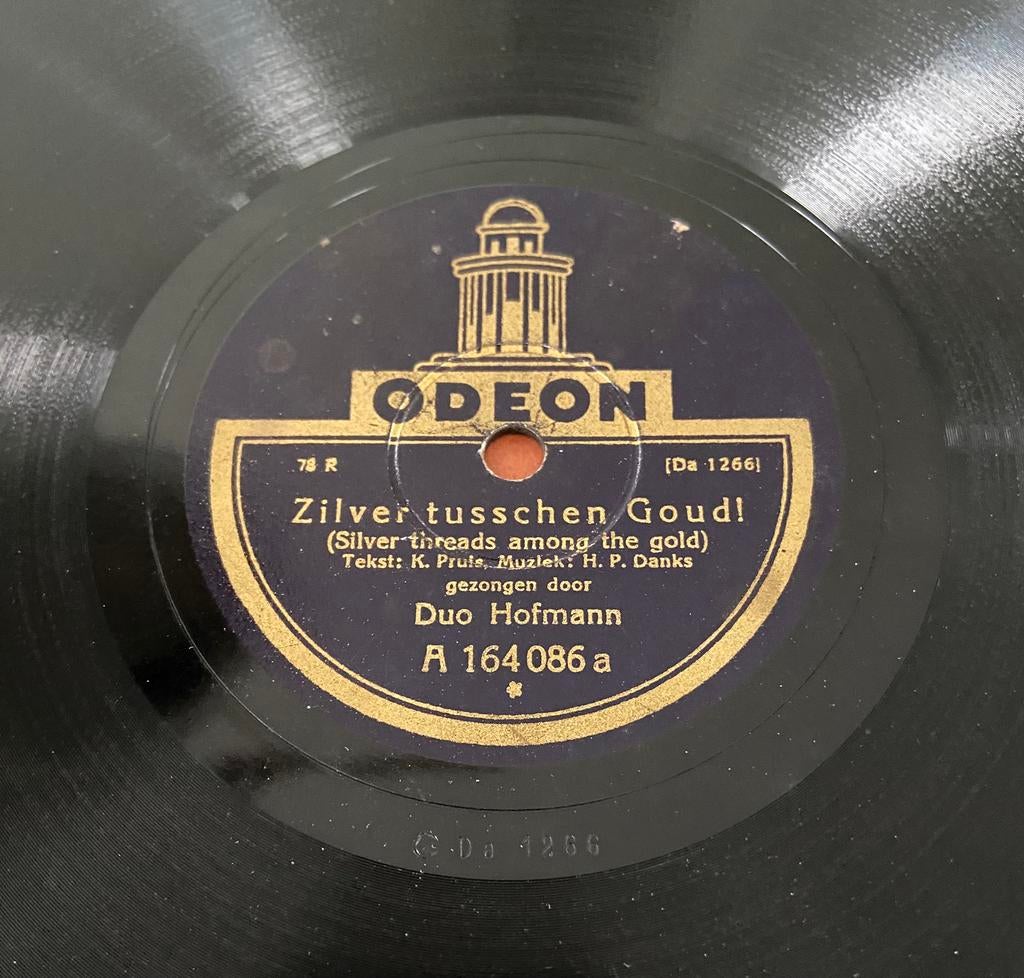 ODEON
78 R [Da 1266]
Zilver tusschen Goud!
(Silver threads among the gold)
Tekst: K. Pruis, Muziek: H. P. Danks
gezongen door
Duo Hofmann
A 164086 a
Da 1266